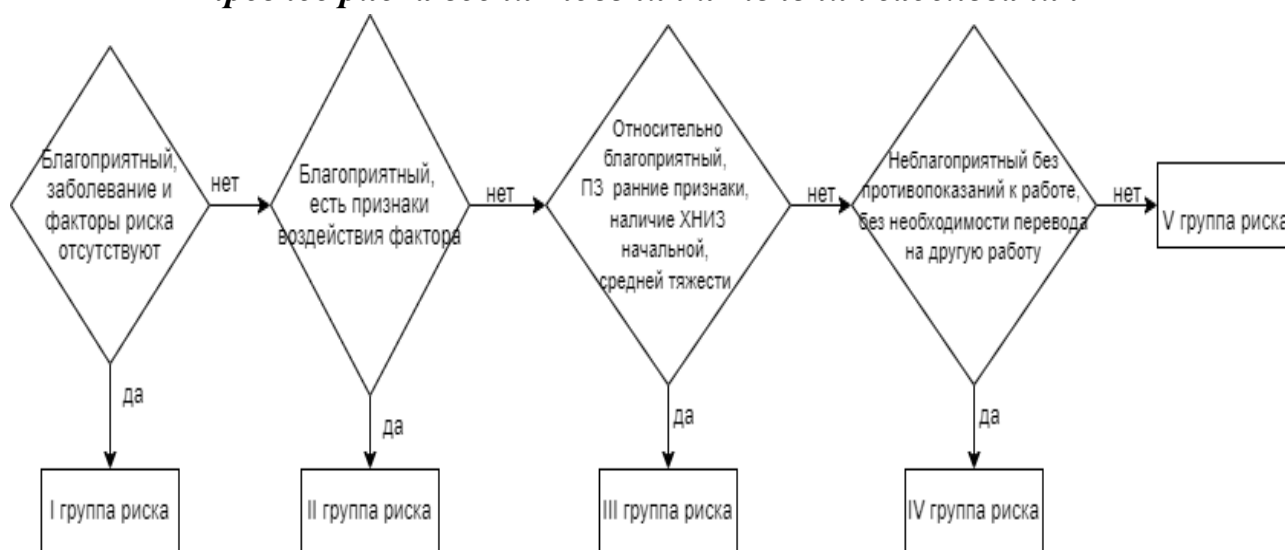 Благоприятный,
заболевание и
факторы риска
отсутствуют
нет
да
I группа риска
Благоприятный,
есть признаки
воздействия фактора
нет
да
II группа риска
Относительно
благоприятный,
ПЗ ранние признаки,
наличие ХНИЗ
начальной,
средней тяжести
нет
да
III группа риска
Неблагоприятный без
противопоказаний к работе,
без необходимости перевода
на другую работу
нет
да
IV группа риска
V группа риска